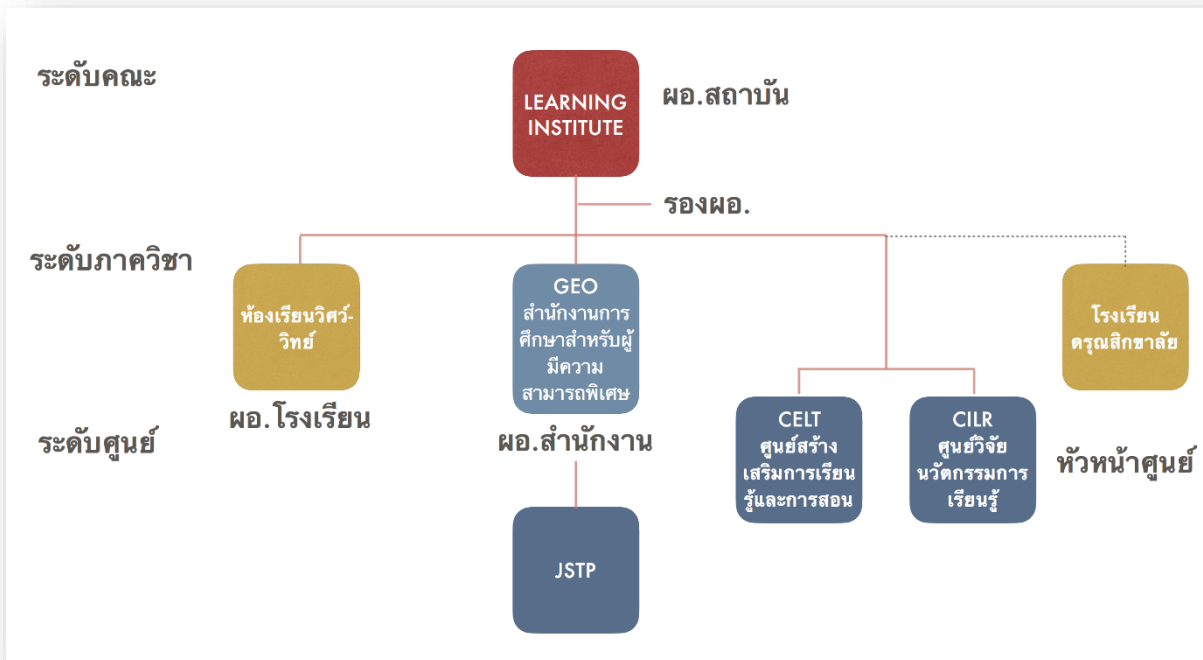 ระดับคณะ
LEARNING
INSTITUTE
ผอ.สถาบัน
รองผอ.
ระดับภาควิชา
ห้องเรียนวิศว์-
วิทย์
ผอ.โรงเรียน
GEO
สำนักงานการ
ศึกษาสำหรับผู้
มีความ
สามารถพิเศษ
ผอ.สำนักงาน
โรงเรียน
ดรุณสิกขาลัย
ระดับศูนย์
CELT
ศูนย์สร้าง
เสริมการเรียน
รู้และการสอน
CILR
ศูนย์วิจัย
นวัตกรรมการ
เรียนรู้
หัวหน้าศูนย์
JSTP